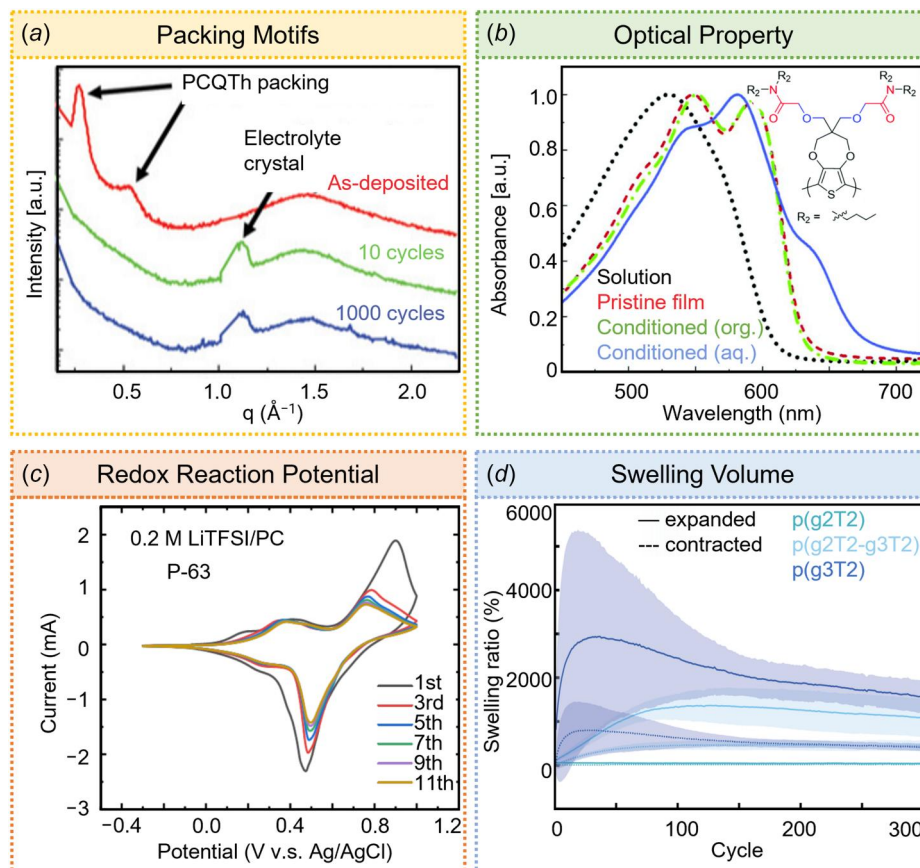 (a) Packing Motifs
PCQTh packing
Electrolyte
crystal
As-deposited
10 cycles
1000 cycles
Intensity [a.u.]
0.5 1.0 1.5 2.0
q (Å⁻¹)
(b) Optical Property
1.0
0.8
0.6
0.4
0.2
0
Absorbance [a.u.]
R₂ R₂
R₂ N N R₂
O O O O
O O
S
R₂ =
Solution
Pristine film
Conditioned (org.)
Conditioned (aq.)
500 600 700
Wavelength (nm)
(c) Redox Reaction Potential
0.2 M LiTFSI/PC
P-63
2
1
0
−1
−2
−3
Current (mA)
1st
3rd
5th
7th
9th
11th
−0.4 0.0 0.4 0.8 1.2
Potential (V v.s. Ag/AgCl)
(d) Swelling Volume
6000
4000
2000
0
Swelling ratio (%)
expanded
contracted
p(g2T2)
p(g2T2-g3T2)
p(g3T2)
0 100 200 300
Cycle